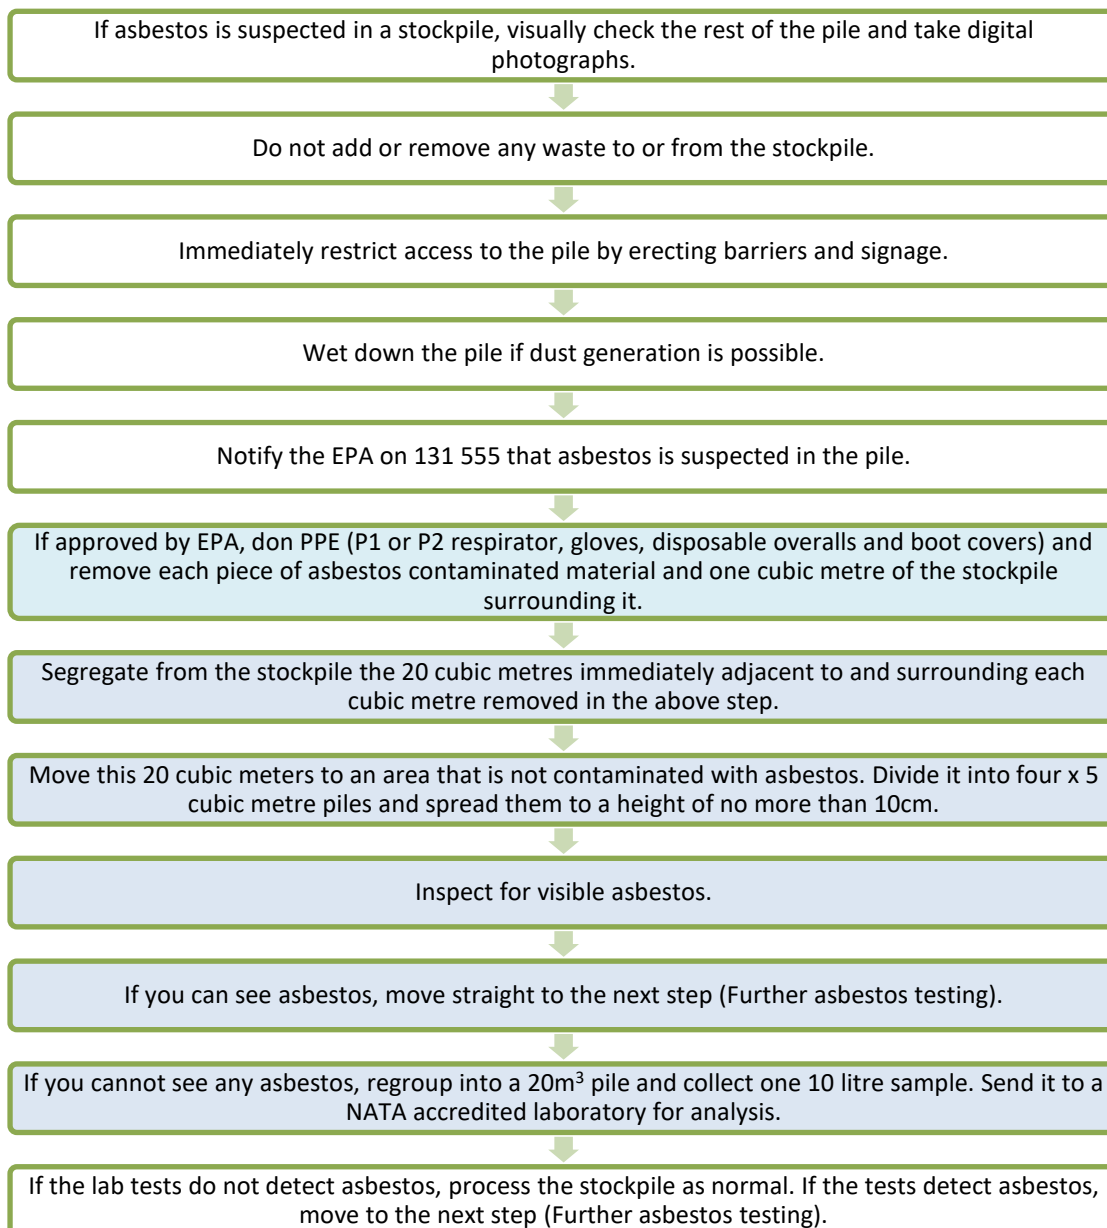 If asbestos is suspected in a stockpile, visually check the rest of the pile and take digital
photographs.
Do not add or remove any waste to or from the stockpile.
Immediately restrict access to the pile by erecting barriers and signage.
Wet down the pile if dust generation is possible.
Notify the EPA on 131 555 that asbestos is suspected in the pile.
If approved by EPA, don PPE (P1 or P2 respirator, gloves, disposable overalls and boot covers) and
remove each piece of asbestos contaminated material and one cubic metre of the stockpile
surrounding it.
Segregate from the stockpile the 20 cubic metres immediately adjacent to and surrounding each
cubic metre removed in the above step.
Move this 20 cubic meters to an area that is not contaminated with asbestos. Divide it into four x 5
cubic metre piles and spread them to a height of no more than 10cm.
Inspect for visible asbestos.
If you can see asbestos, move straight to the next step (Further asbestos testing).
If you cannot see any asbestos, regroup into a 20m³ pile and collect one 10 litre sample. Send it to a
NATA accredited laboratory for analysis.
If the lab tests do not detect asbestos, process the stockpile as normal. If the tests detect asbestos,
move to the next step (Further asbestos testing).